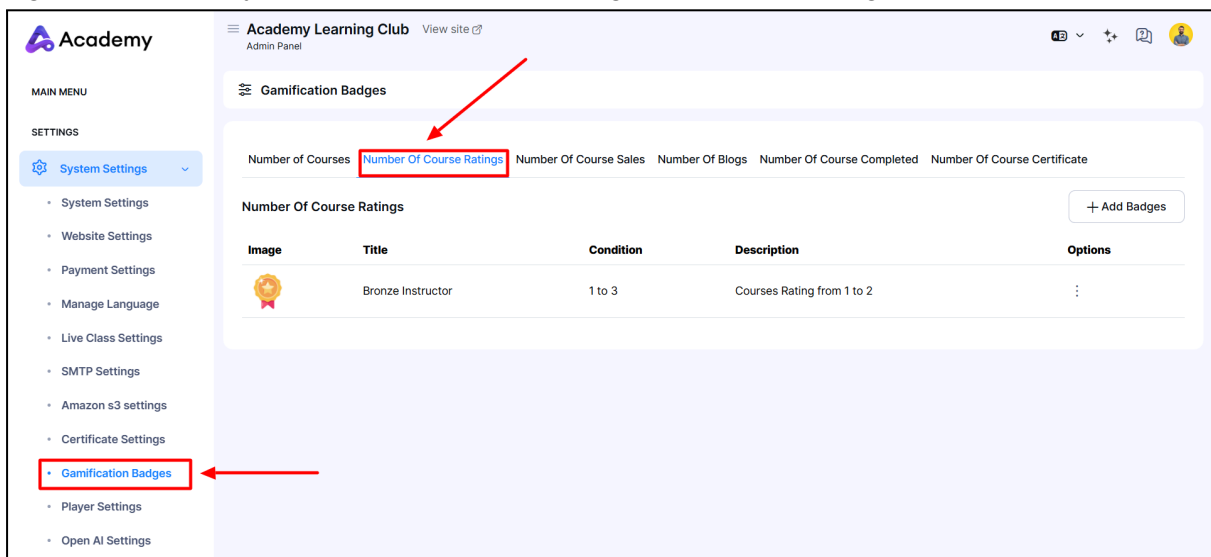 Academy
Academy Learning Club View site
Admin Panel
MAIN MENU
Gamification Badges
SETTINGS
System Settings
System Settings
Website Settings
Payment Settings
Manage Language
Live Class Settings
SMTP Settings
Amazon s3 settings
Certificate Settings
Gamification Badges
Player Settings
Open AI Settings
Number of Courses Number Of Course Ratings Number Of Course Sales Number Of Blogs Number Of Course Completed Number Of Course Certificate
Number Of Course Ratings + Add Badges
Image Title Condition Description Options
Bronze Instructor 1 to 3 Courses Rating from 1 to 2